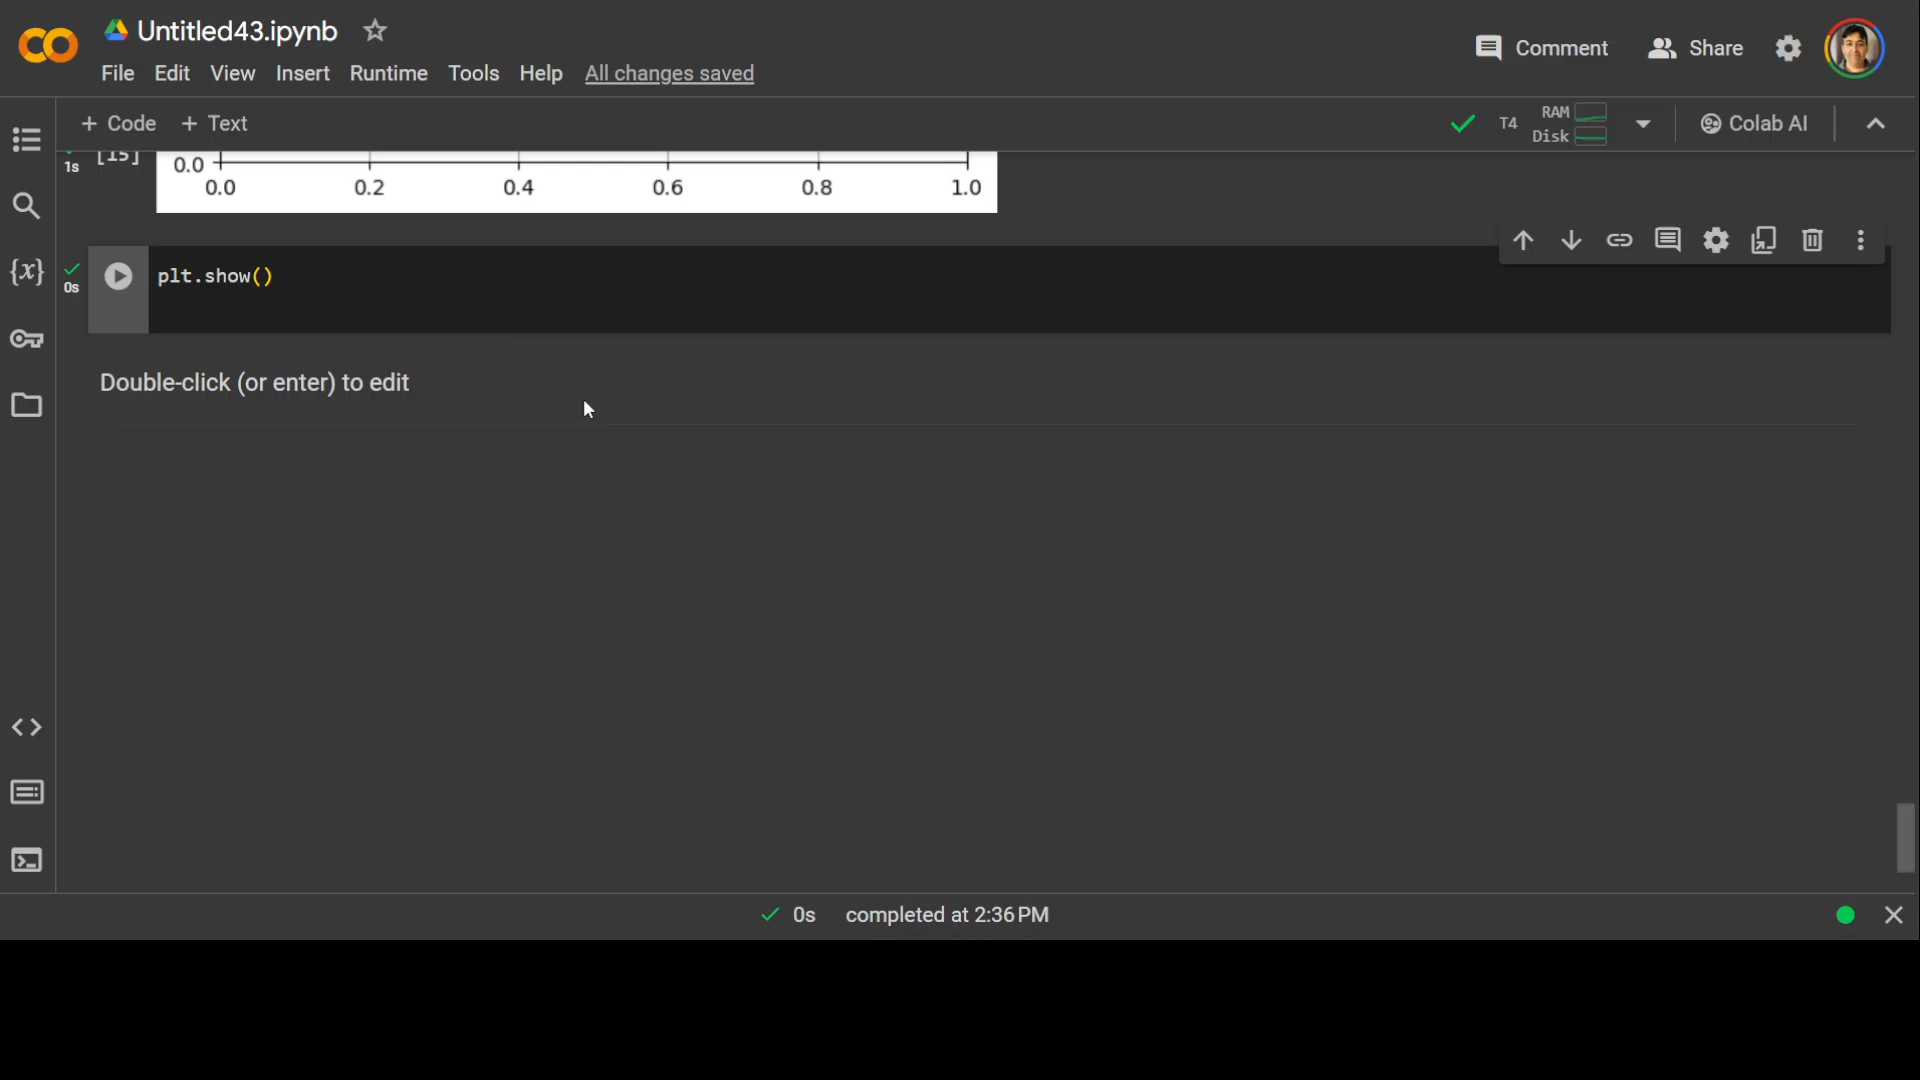 Untitled43.ipynb
Comment
Share
File Edit View Insert Runtime Tools Help All changes saved
+ Code + Text
T4
RAM
Disk
Colab AI
1s
[15]
0.0
0.0 0.2 0.4 0.6 0.8 1.0
{x}
0s
plt.show()
Double-click (or enter) to edit
0s completed at 2:36 PM